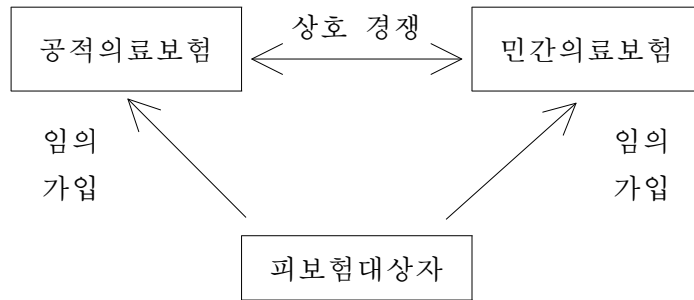 상호 경쟁
공적의료보험
민간의료보험
임의
가입
임의
가입
피보험대상자